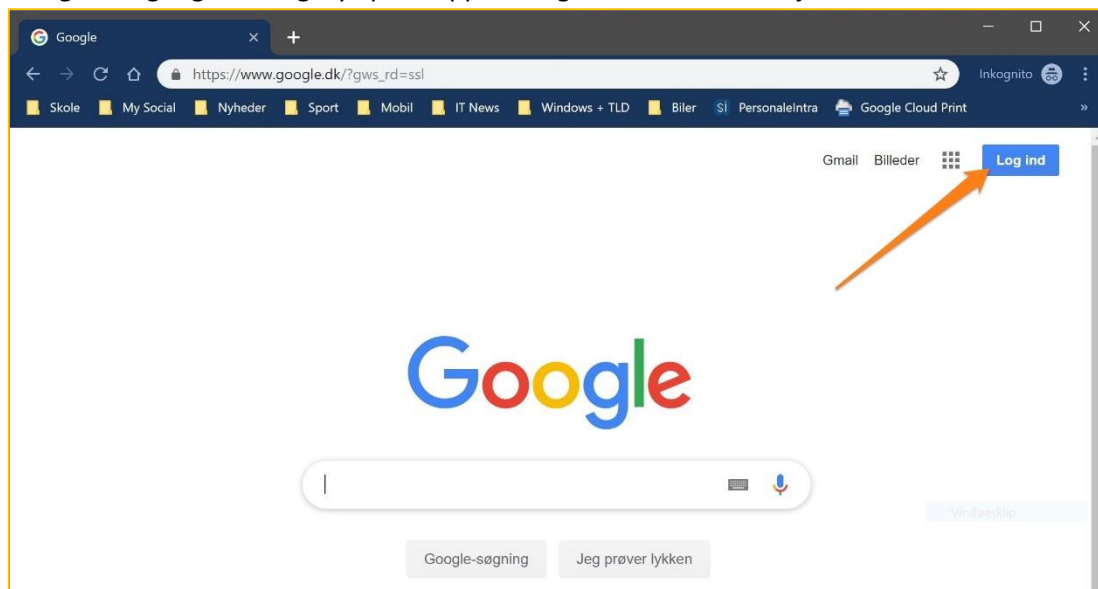 Google
https://www.google.dk/?gws_rd=ssl
Inkognito
Skole My Social Nyheder Sport Mobil IT News Windows + TLD Biler PersonaleIntra Google Cloud Print »
Gmail Billeder Log ind
Google
Vinduesklip
Google-søgning Jeg prøver lykken